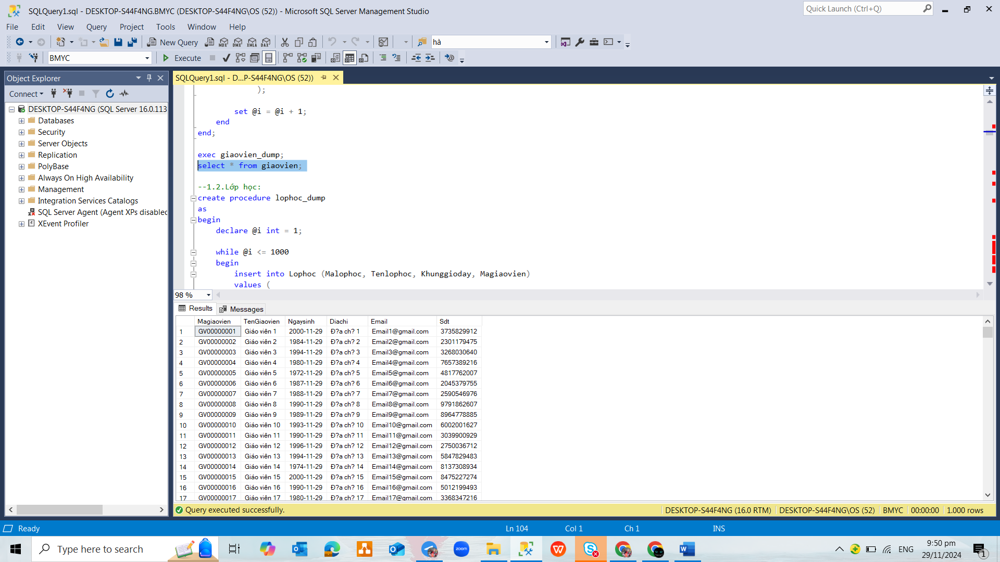 SQLQuery1.sql - DESKTOP-S44F4NG.BMYC (DESKTOP-S44F4NG\OS (52)) - Microsoft SQL Server Management Studio
Quick Launch (Ctrl+Q)
File Edit View Query Project Tools Window Help
New Query MDX DMX XMLA DAX hà
BMYC Execute
Object Explorer
SQLQuery1.sql - D...P-S44F4NG\OS (52))
Connect
DESKTOP-S44F4NG (SQL Server 16.0.113
Databases
Security
Server Objects
Replication
PolyBase
Always On High Availability
Management
Integration Services Catalogs
SQL Server Agent (Agent XPs disabled
XEvent Profiler
);
set @i = @i + 1;
end
end;
exec giaovien_dump;
select * from giaovien;
--1.2.Lớp học:
create procedure lophoc_dump
as
begin
declare @i int = 1;
while @i <= 1000
begin
insert into Lophoc (Malophoc, Tenlophoc, Khunggioday, Magiaovien)
values (
98 %
Results Messages
Magiaovien TenGiaovien Ngaysinh Diachi Email Sdt
1 GV00000001 Giáo viên 1 2000-11-29 Đ?a ch? 1 Email1@gmail.com 3735829912
2 GV00000002 Giáo viên 2 1984-11-29 Đ?a ch? 2 Email2@gmail.com 2301179475
3 GV00000003 Giáo viên 3 1994-11-29 Đ?a ch? 3 Email3@gmail.com 3268030640
4 GV00000004 Giáo viên 4 1980-11-29 Đ?a ch? 4 Email4@gmail.com 7657389216
5 GV00000005 Giáo viên 5 1972-11-29 Đ?a ch? 5 Email5@gmail.com 4817762007
6 GV00000006 Giáo viên 6 1987-11-29 Đ?a ch? 6 Email6@gmail.com 2045379755
7 GV00000007 Giáo viên 7 1988-11-29 Đ?a ch? 7 Email7@gmail.com 2590546976
8 GV00000008 Giáo viên 8 1990-11-29 Đ?a ch? 8 Email8@gmail.com 9791862607
9 GV00000009 Giáo viên 9 1989-11-29 Đ?a ch? 9 Email9@gmail.com 8964778885
10 GV00000010 Giáo viên 10 1993-11-29 Đ?a ch? 10 Email10@gmail.com 6002001627
11 GV00000011 Giáo viên 11 1990-11-29 Đ?a ch? 11 Email11@gmail.com 3039900929
12 GV00000012 Giáo viên 12 1996-11-29 Đ?a ch? 12 Email12@gmail.com 2750036712
13 GV00000013 Giáo viên 13 1994-11-29 Đ?a ch? 13 Email13@gmail.com 5847829483
14 GV00000014 Giáo viên 14 1974-11-29 Đ?a ch? 14 Email14@gmail.com 8137308934
15 GV00000015 Giáo viên 15 2000-11-29 Đ?a ch? 15 Email15@gmail.com 8475227274
16 GV00000016 Giáo viên 16 1990-11-29 Đ?a ch? 16 Email16@gmail.com 5012199493
17 GV00000017 Giáo viên 17 1980-11-29 Đ?a ch? 17 Email17@gmail.com 3368347216
Query executed successfully. DESKTOP-S44F4NG (16.0 RTM) DESKTOP-S44F4NG\OS (52) BMYC 00:00:00 1.000 rows
Ready Ln 104 Col 1 Ch 1 INS
Type here to search zoom ENG 9:50 pm
29/11/2024 1